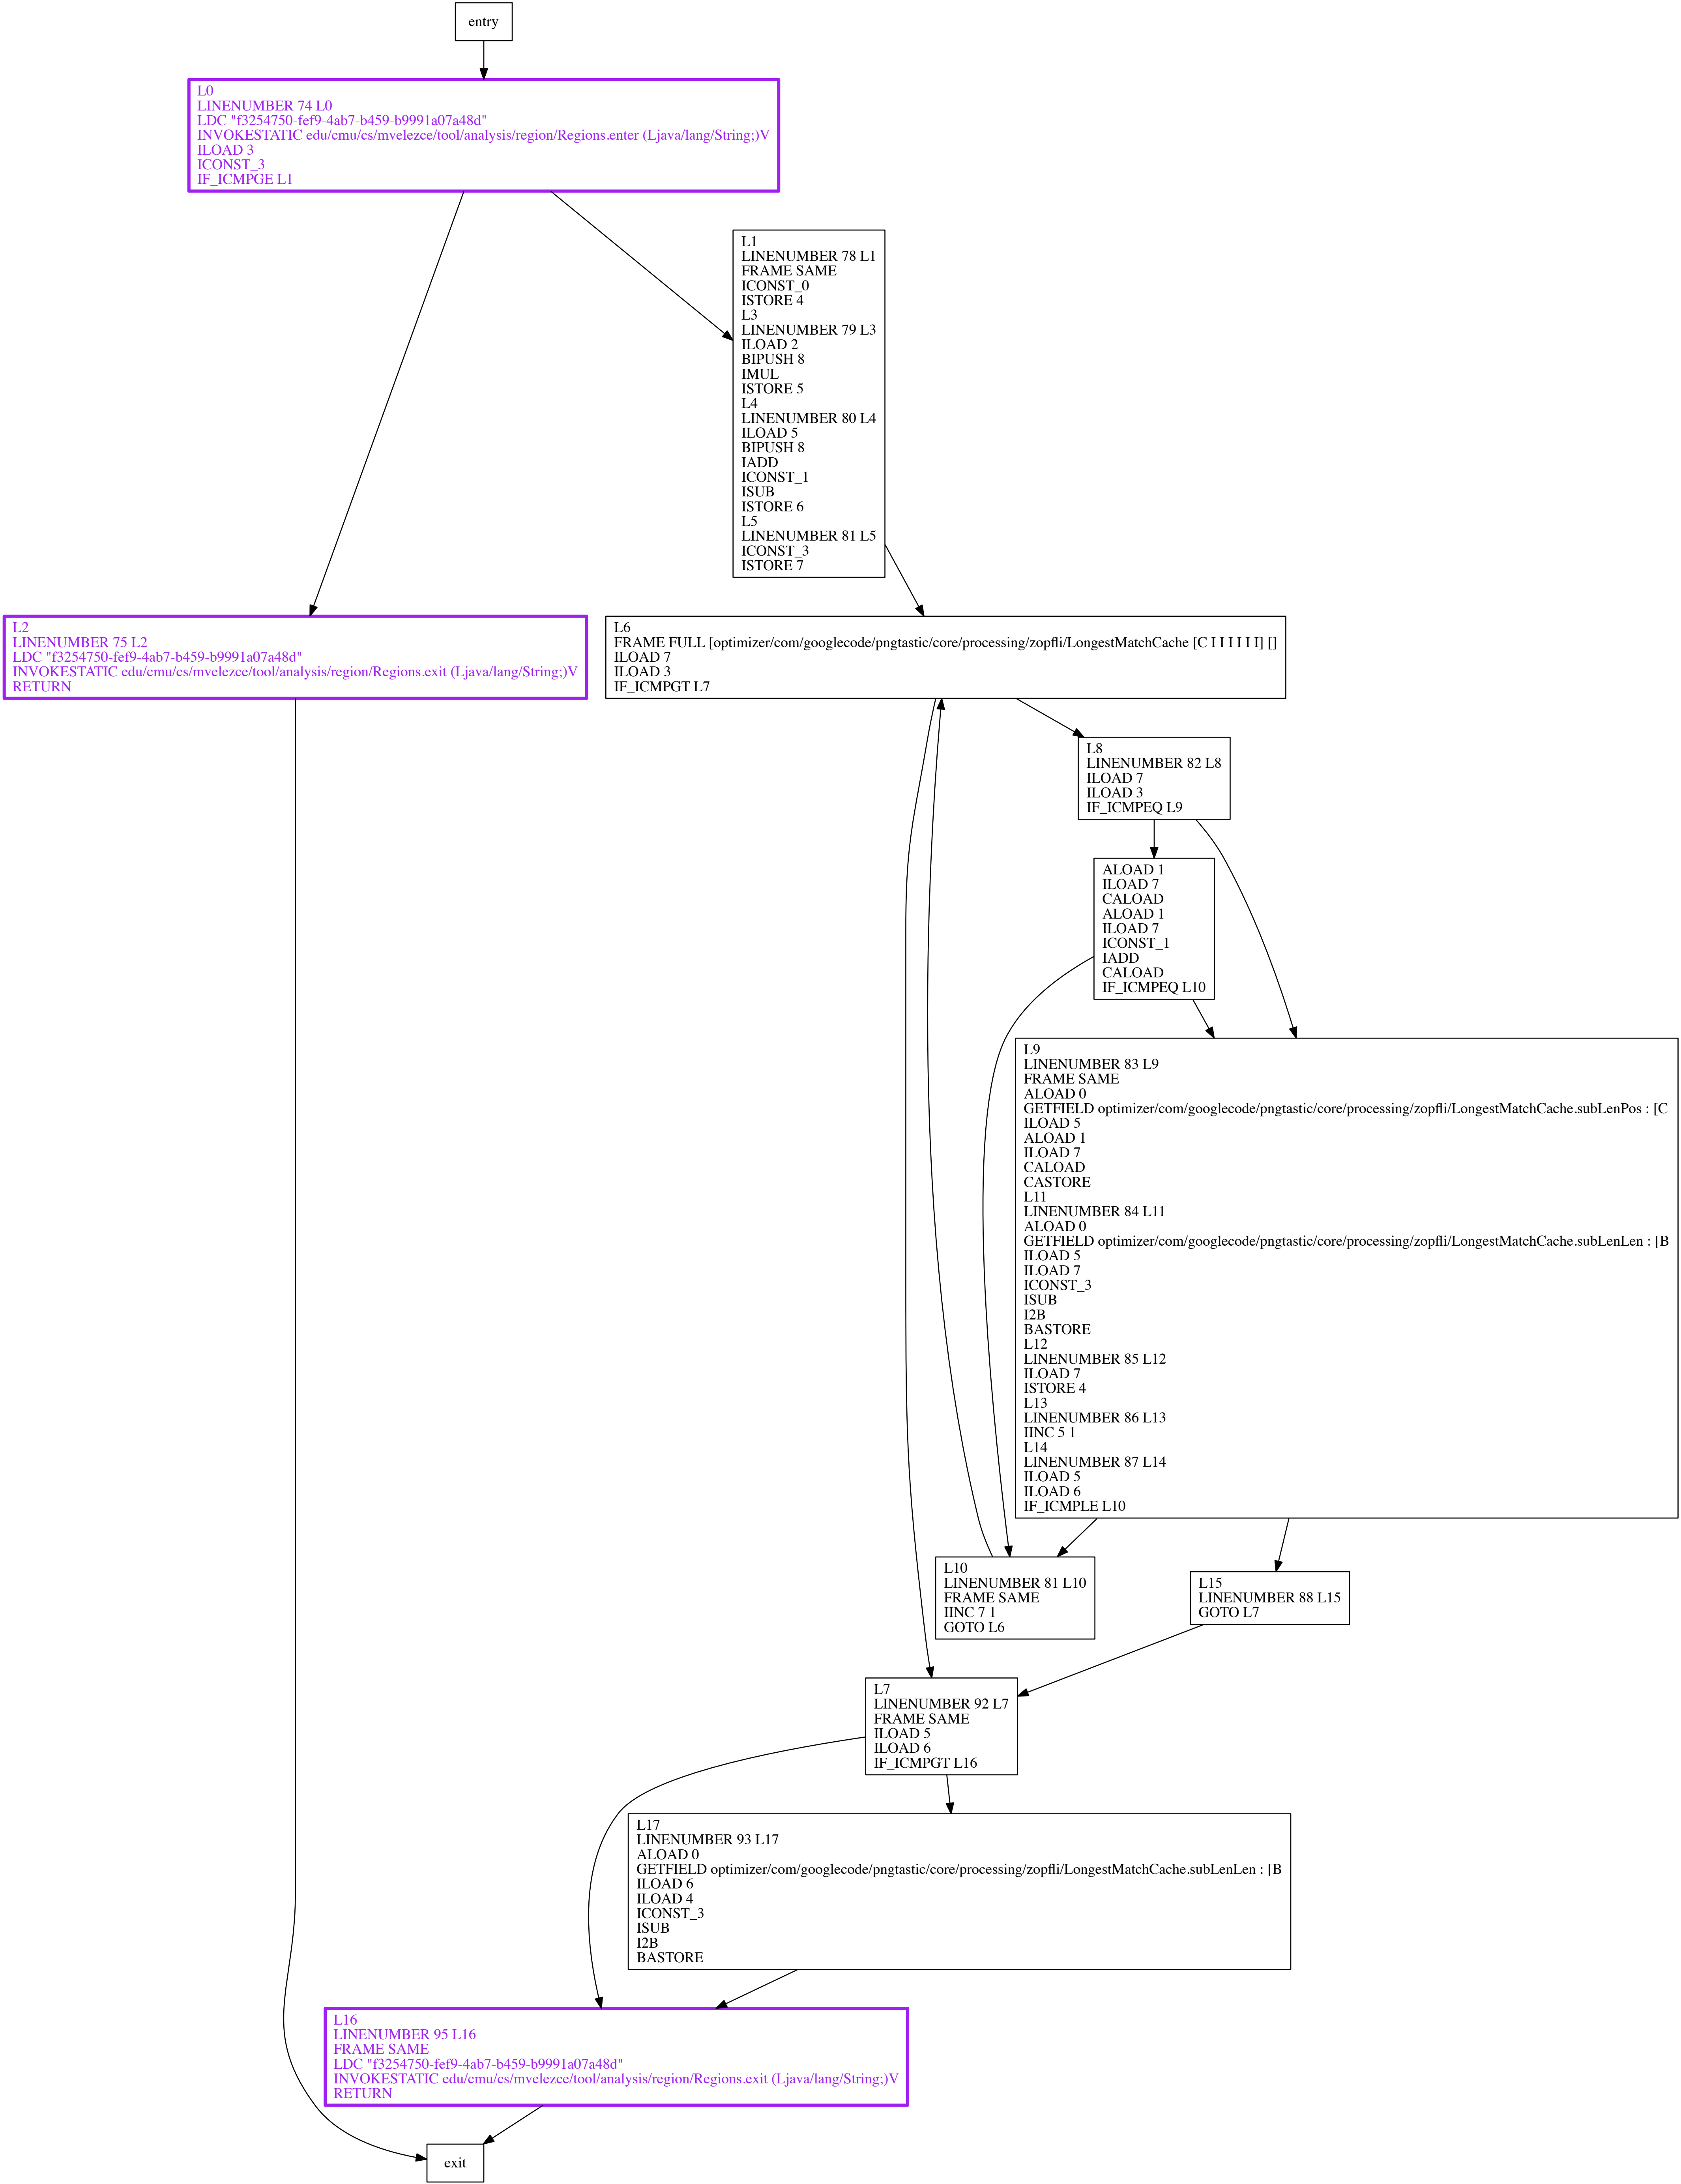 entry
L0
LINENUMBER 74 L0
LDC "f3254750-fef9-4ab7-b459-b9991a07a48d"
INVOKESTATIC edu/cmu/cs/mvelezce/tool/analysis/region/Regions.enter (Ljava/lang/String;)V
ILOAD 3
ICONST_3
IF_ICMPGE L1
L1
LINENUMBER 78 L1
FRAME SAME
ICONST_0
ISTORE 4
L3
LINENUMBER 79 L3
ILOAD 2
BIPUSH 8
IMUL
ISTORE 5
L4
LINENUMBER 80 L4
ILOAD 5
BIPUSH 8
IADD
ICONST_1
ISUB
ISTORE 6
L5
LINENUMBER 81 L5
ICONST_3
ISTORE 7
L2
LINENUMBER 75 L2
LDC "f3254750-fef9-4ab7-b459-b9991a07a48d"
INVOKESTATIC edu/cmu/cs/mvelezce/tool/analysis/region/Regions.exit (Ljava/lang/String;)V
RETURN
L6
FRAME FULL [optimizer/com/googlecode/pngtastic/core/processing/zopfli/LongestMatchCache [C I I I I I I] []
ILOAD 7
ILOAD 3
IF_ICMPGT L7
L8
LINENUMBER 82 L8
ILOAD 7
ILOAD 3
IF_ICMPEQ L9
ALOAD 1
ILOAD 7
CALOAD
ALOAD 1
ILOAD 7
ICONST_1
IADD
CALOAD
IF_ICMPEQ L10
L9
LINENUMBER 83 L9
FRAME SAME
ALOAD 0
GETFIELD optimizer/com/googlecode/pngtastic/core/processing/zopfli/LongestMatchCache.subLenPos : [C
ILOAD 5
ALOAD 1
ILOAD 7
CALOAD
CASTORE
L11
LINENUMBER 84 L11
ALOAD 0
GETFIELD optimizer/com/googlecode/pngtastic/core/processing/zopfli/LongestMatchCache.subLenLen : [B
ILOAD 5
ILOAD 7
ICONST_3
ISUB
I2B
BASTORE
L12
LINENUMBER 85 L12
ILOAD 7
ISTORE 4
L13
LINENUMBER 86 L13
IINC 5 1
L14
LINENUMBER 87 L14
ILOAD 5
ILOAD 6
IF_ICMPLE L10
L10
LINENUMBER 81 L10
FRAME SAME
IINC 7 1
GOTO L6
L15
LINENUMBER 88 L15
GOTO L7
L7
LINENUMBER 92 L7
FRAME SAME
ILOAD 5
ILOAD 6
IF_ICMPGT L16
L17
LINENUMBER 93 L17
ALOAD 0
GETFIELD optimizer/com/googlecode/pngtastic/core/processing/zopfli/LongestMatchCache.subLenLen : [B
ILOAD 6
ILOAD 4
ICONST_3
ISUB
I2B
BASTORE
L16
LINENUMBER 95 L16
FRAME SAME
LDC "f3254750-fef9-4ab7-b459-b9991a07a48d"
INVOKESTATIC edu/cmu/cs/mvelezce/tool/analysis/region/Regions.exit (Ljava/lang/String;)V
RETURN
exit